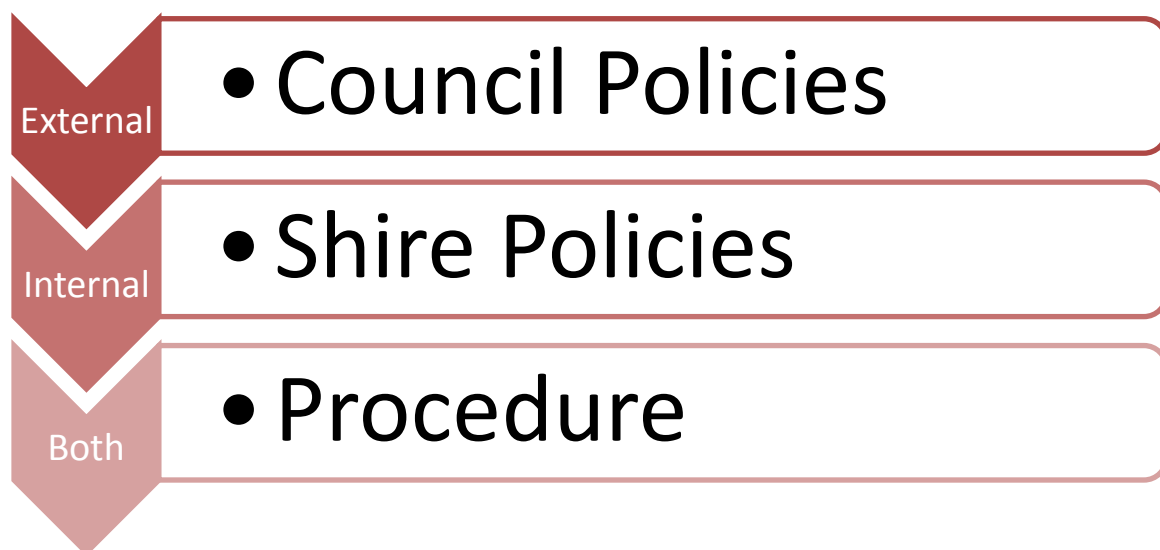 External
• Council Policies
Internal
• Shire Policies
Both
• Procedure